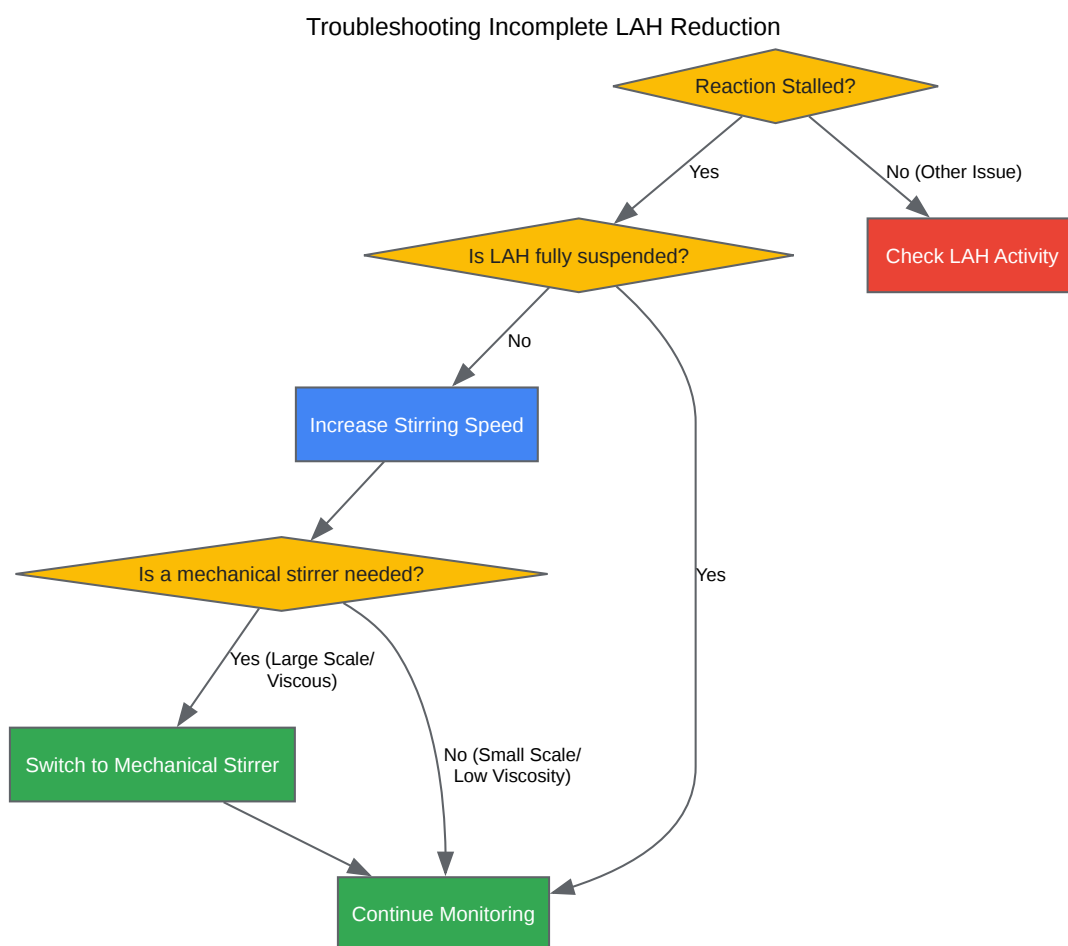 Troubleshooting Incomplete LAH Reduction
Reaction Stalled?
Yes
No (Other Issue)
Is LAH fully suspended?
Check LAH Activity
No
Increase Stirring Speed
Is a mechanical stirrer needed?
Yes
Yes (Large Scale/
Viscous)
No (Small Scale/
Low Viscosity)
Switch to Mechanical Stirrer
Continue Monitoring